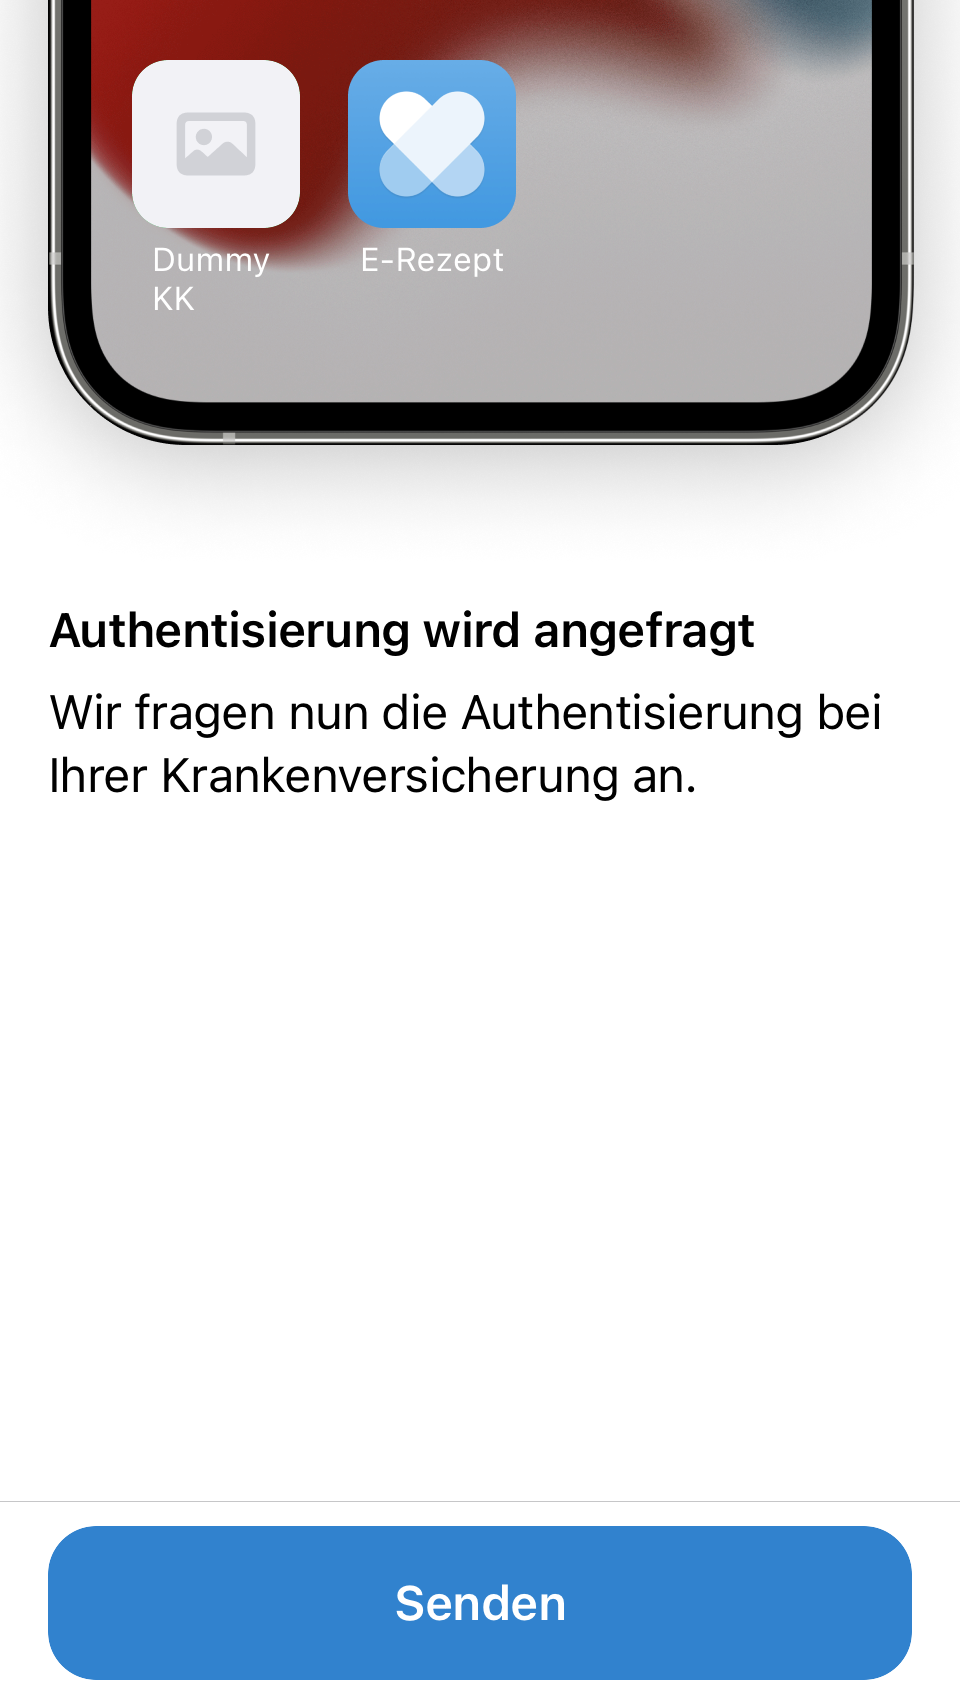 Dummy
KK
E-Rezept
Authentisierung wird angefragt
Wir fragen nun die Authentisierung bei
Ihrer Krankenversicherung an.
Senden